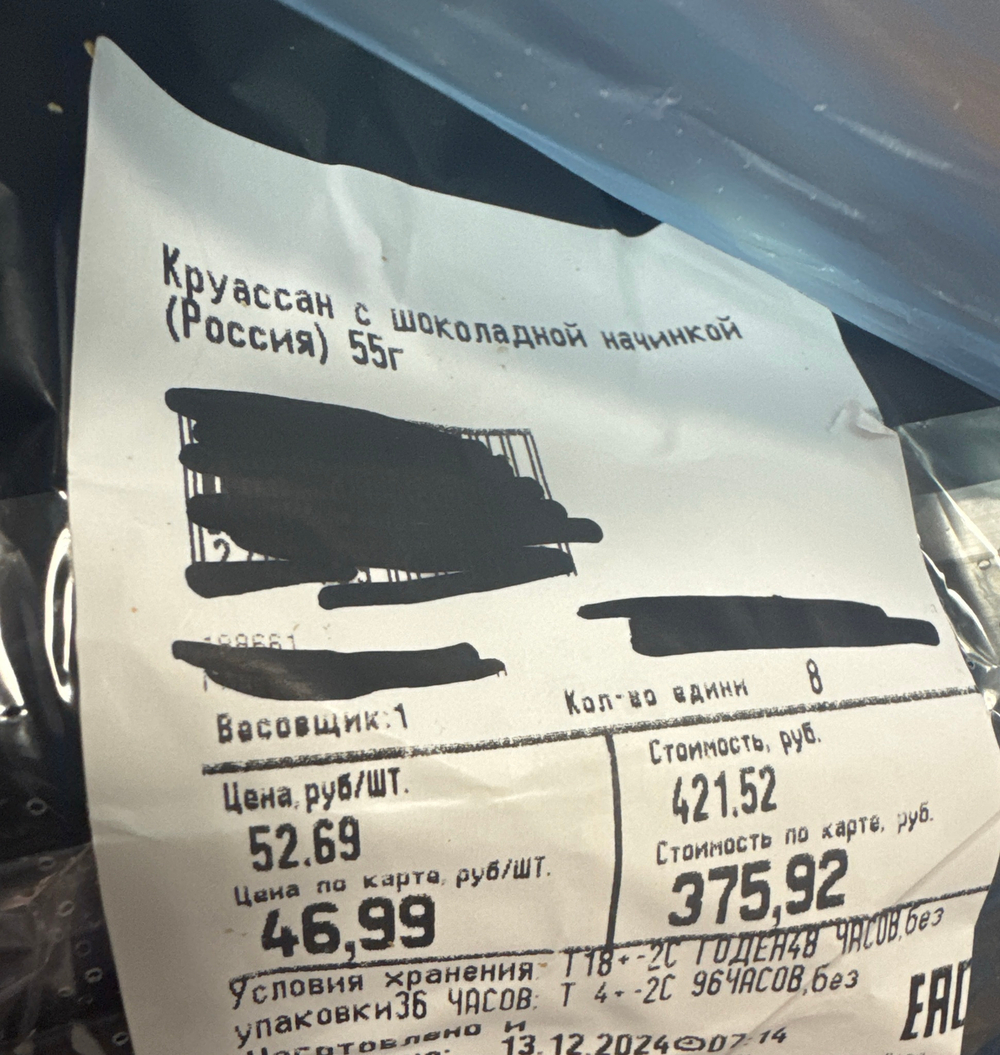 Круассан с шоколадной начинкой
(Россия) 55г
Весовщик:1
Кол-во едини 8
Цена, руб/ШТ.
52.69
Цена по карте, руб/ШТ.
46,99
Стоимость, руб.
421.52
Стоимость по карте, руб.
375,92
Условия хранения: Т18+-2С ГОДЕН48 ЧАСОВ,без
упаковки36 ЧАСОВ: Т 4+-2С 96ЧАСОВ,без
Изготовлено и
13.12.2024 07:14
EAC